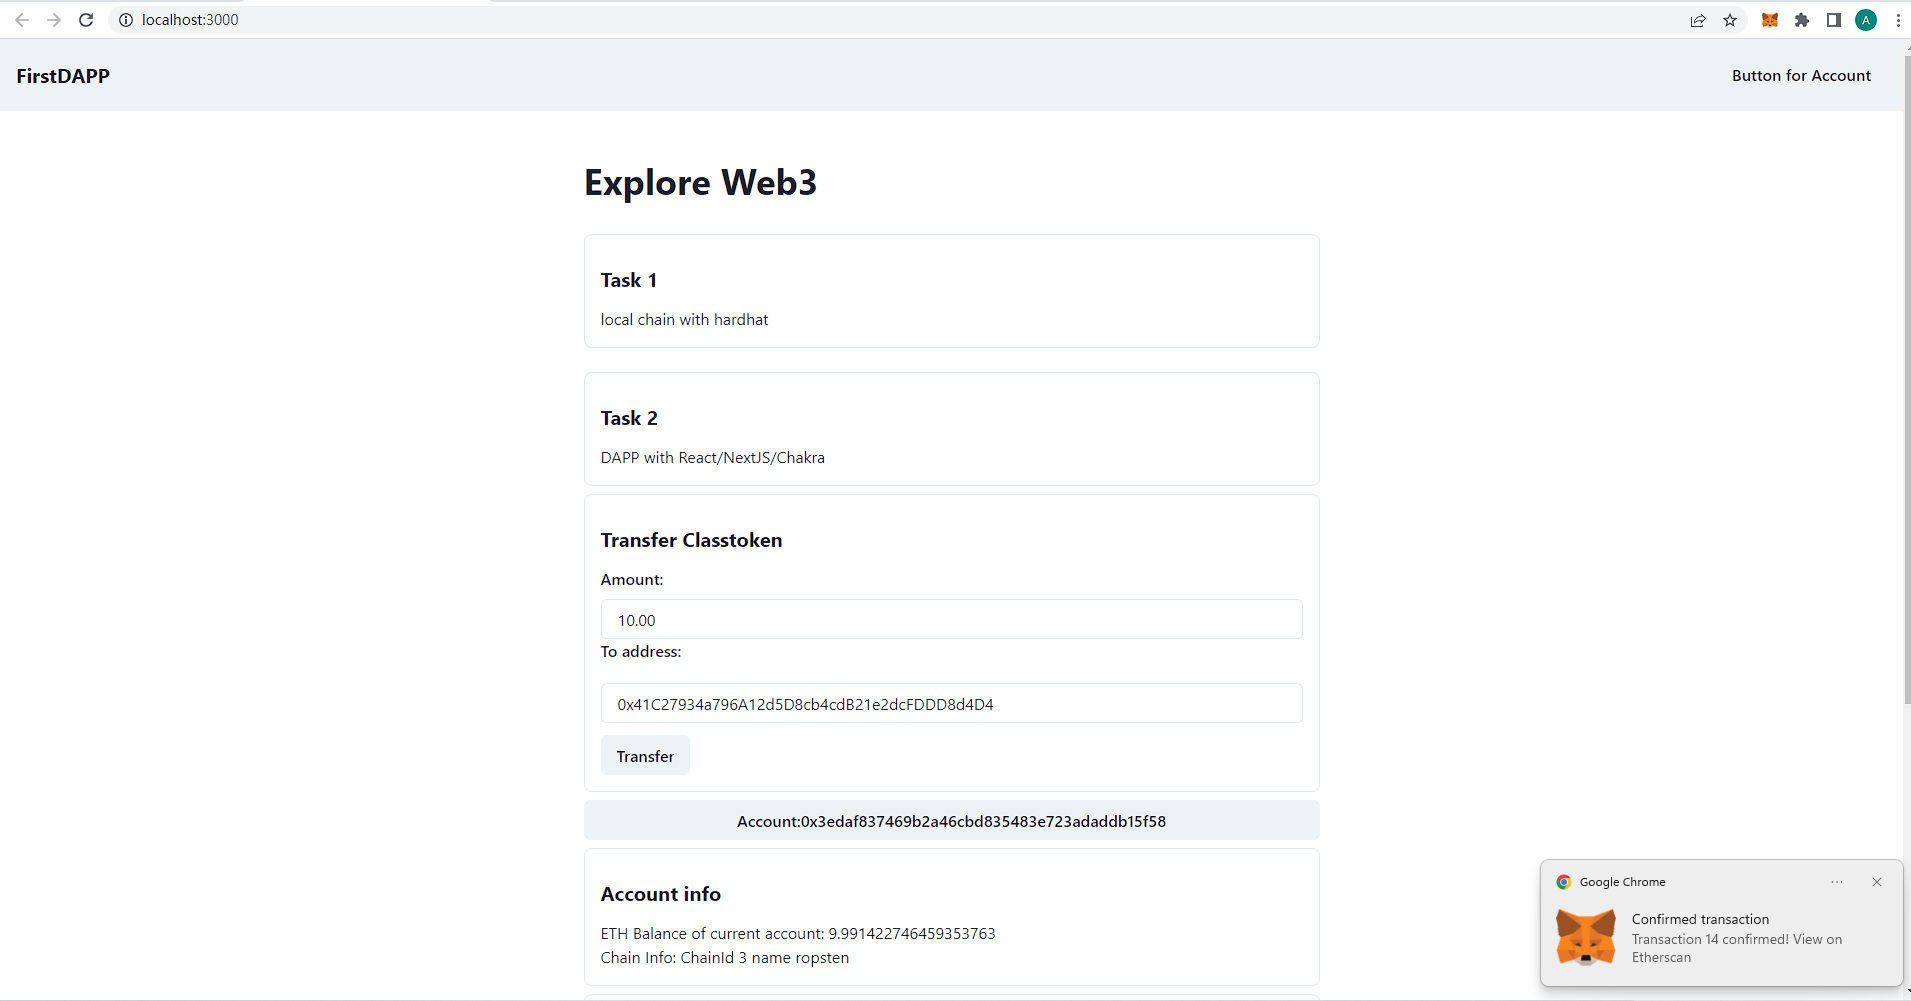 localhost:3000
A
FirstDAPP
Button for Account
Explore Web3
Task 1
local chain with hardhat
Task 2
DAPP with React/NextJS/Chakra
Transfer Classtoken
Amount:
10.00
To address:
0x41C27934a796A12d5D8cb4cdB21e2dcFDDD8d4D4
Transfer
Account:0x3edaf837469b2a46cbd835483e723adaddb15f58
Account info
ETH Balance of current account: 9.991422746459353763
Chain Info: ChainId 3 name ropsten
Google Chrome
Confirmed transaction
Transaction 14 confirmed! View on
Etherscan